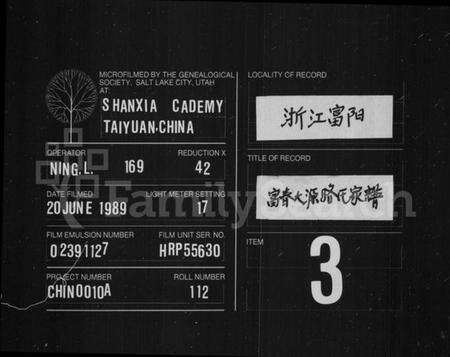 MICROFILMED BY THE GENEALOGICAL
SOCIETY, SALT LAKE CITY, UTAH
AT:
SHANXIA CADEMY
TAIYUAN.CHINA
OPERATOR
REDUCTION X
NING.L. 169 42
DATE FILMED
LIGHT METER SETTING
20 JUNE 1989 17
FILM EMULSION NUMBER
FILM UNIT SER. NO.
02391127 HRP55630
PROJECT NUMBER
ROLL NUMBER
CHIN0010A 112
LOCALITY OF RECORD
浙江富阳
TITLE OF RECORD
富春大源骆氏家谱
ITEM
3
FamilySearch